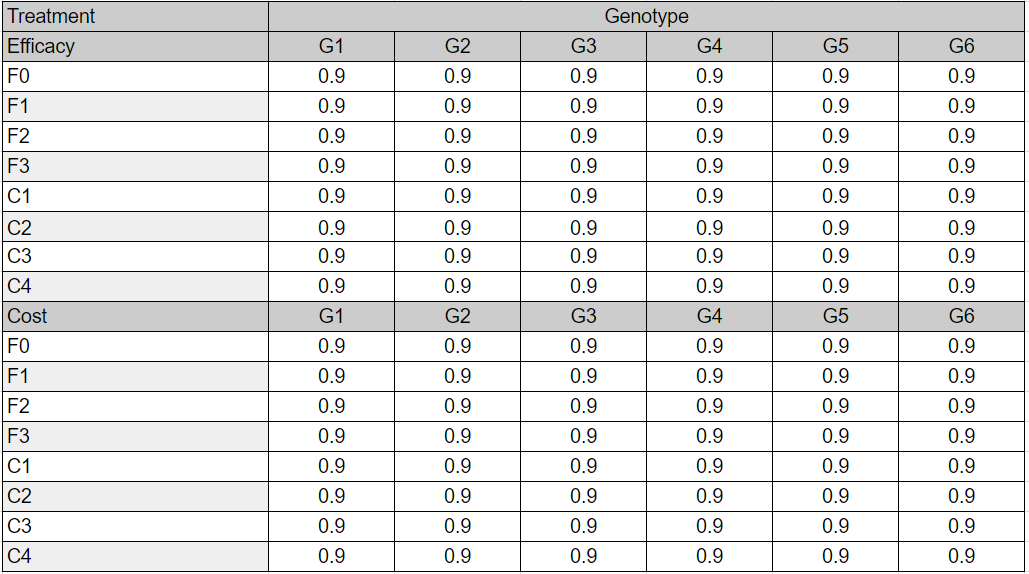 Treatment Genotype
Efficacy G1 G2 G3 G4 G5 G6
F0 0.9 0.9 0.9 0.9 0.9 0.9
F1 0.9 0.9 0.9 0.9 0.9 0.9
F2 0.9 0.9 0.9 0.9 0.9 0.9
F3 0.9 0.9 0.9 0.9 0.9 0.9
C1 0.9 0.9 0.9 0.9 0.9 0.9
C2 0.9 0.9 0.9 0.9 0.9 0.9
C3 0.9 0.9 0.9 0.9 0.9 0.9
C4 0.9 0.9 0.9 0.9 0.9 0.9
Cost G1 G2 G3 G4 G5 G6
F0 0.9 0.9 0.9 0.9 0.9 0.9
F1 0.9 0.9 0.9 0.9 0.9 0.9
F2 0.9 0.9 0.9 0.9 0.9 0.9
F3 0.9 0.9 0.9 0.9 0.9 0.9
C1 0.9 0.9 0.9 0.9 0.9 0.9
C2 0.9 0.9 0.9 0.9 0.9 0.9
C3 0.9 0.9 0.9 0.9 0.9 0.9
C4 0.9 0.9 0.9 0.9 0.9 0.9